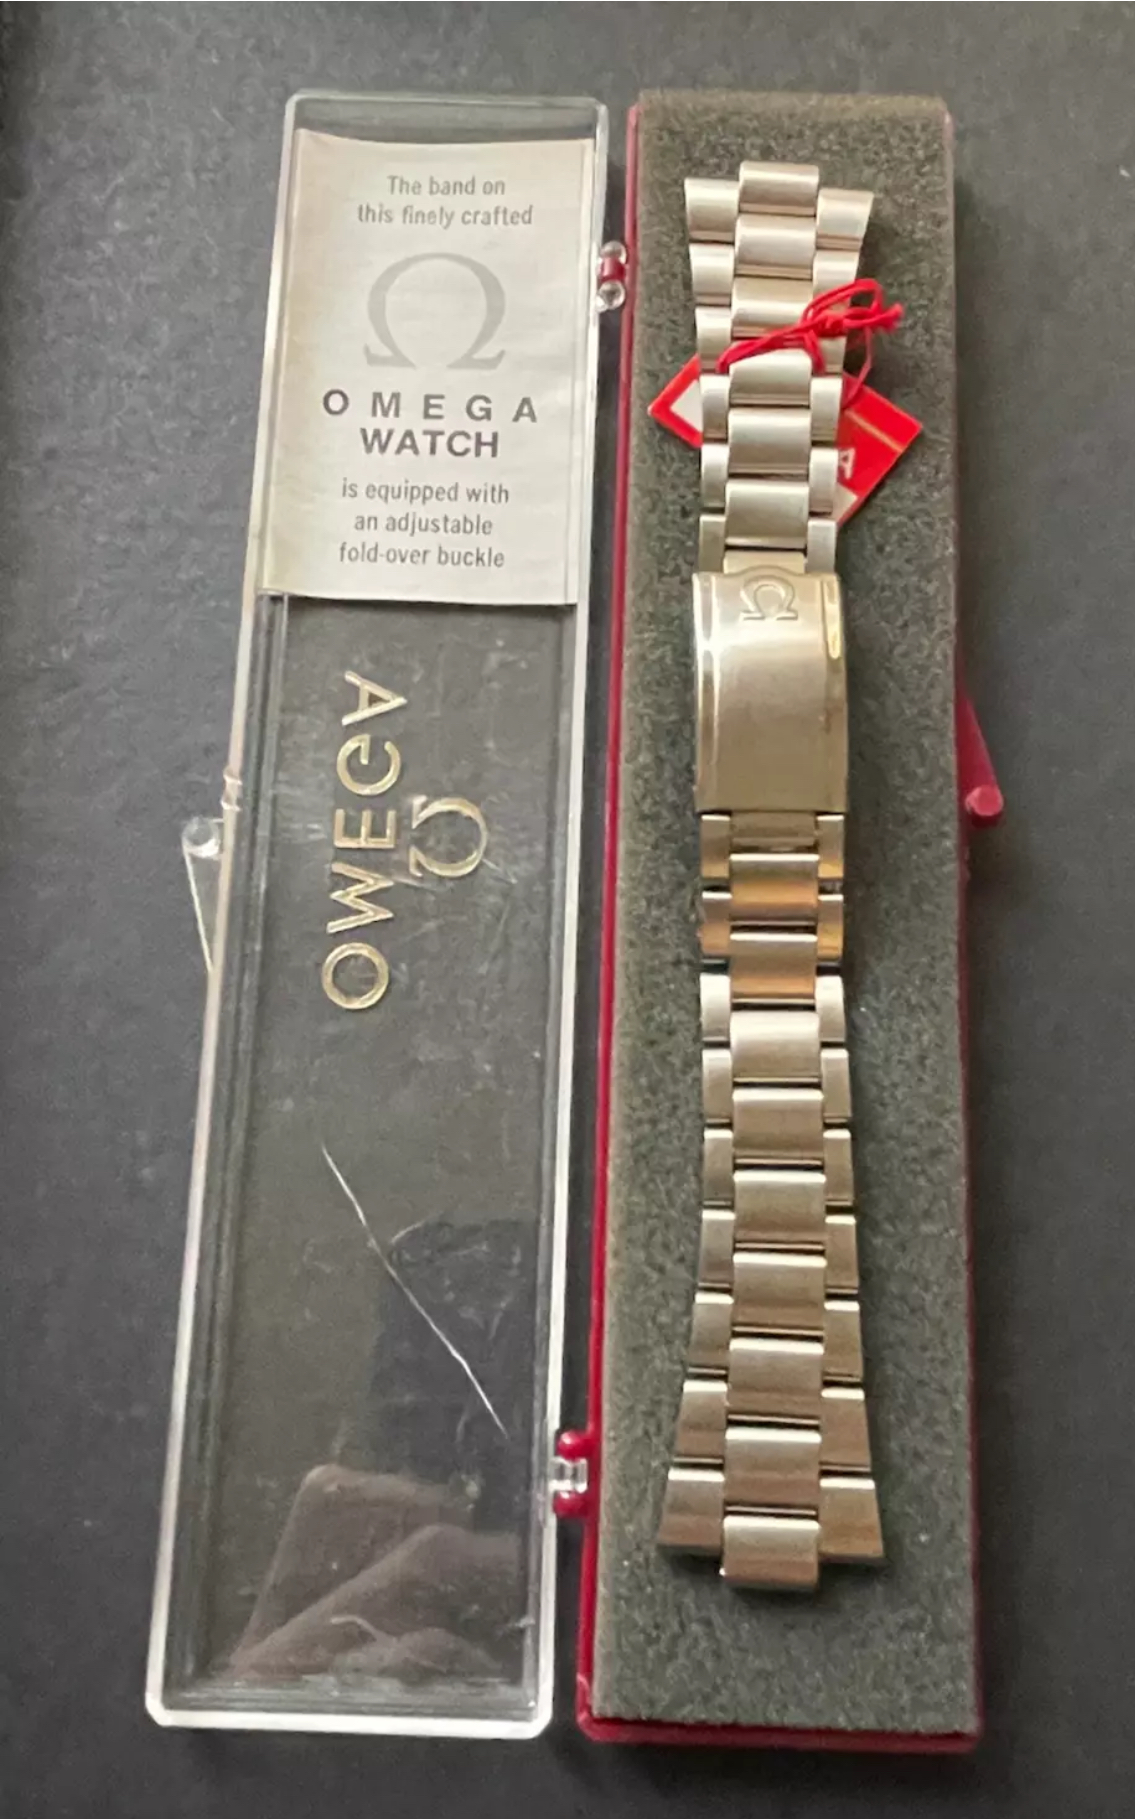 The band on
this finely crafted
Ω
OMEGA
WATCH
is equipped with
an adjustable
fold-over buckle
OMEGA
Ω
Ω
A